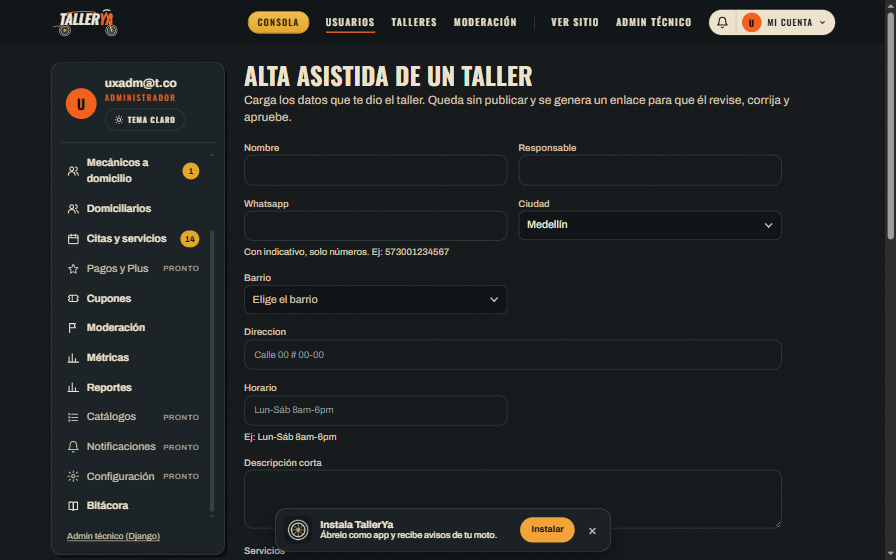 TALLERYA
CONSOLA
USUARIOS
TALLERES
MODERACIÓN
VER SITIO
ADMIN TÉCNICO
U
MI CUENTA
uxadm@t.co
U
ADMINISTRADOR
TEMA CLARO
Mecánicos a
domicilio
1
Domiciliarios
Citas y servicios 14
Pagos y Plus PRONTO
Cupones
Moderación
Métricas
Reportes
Catálogos PRONTO
Notificaciones PRONTO
Configuración PRONTO
Bitácora
Admin técnico (Django)
ALTA ASISTIDA DE UN TALLER
Carga los datos que te dio el taller. Queda sin publicar y se genera un enlace para que él revise, corrija y
apruebe.
Nombre
Responsable
Whatsapp
Ciudad
Medellín
Con indicativo, solo números. Ej: 573001234567
Barrio
Elige el barrio
Direccion
Calle 00 # 00-00
Horario
Lun-Sáb 8am-6pm
Ej: Lun-Sáb 8am-6pm
Descripción corta
Instala TallerYa
Ábrelo como app y recibe avisos de tu moto.
Instalar
×
Servicios